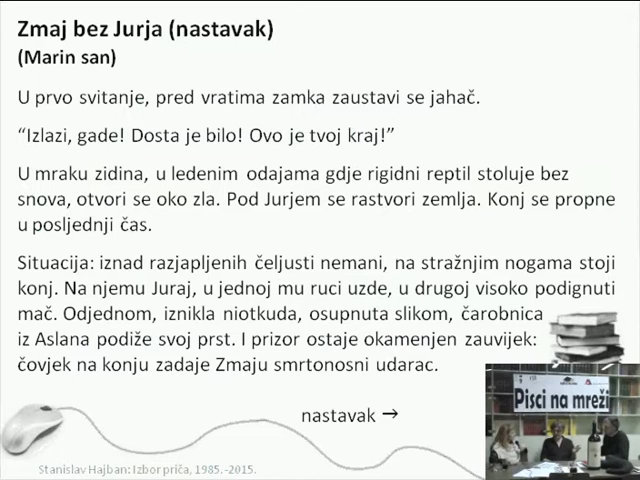 Zmaj bez Jurja (nastavak)
(Marin san)
U prvo svitanje, pred vratima zamka zaustavi se jahač.
“Izlazi, gade! Dosta je bilo! Ovo je tvoj kraj!”
U mraku zidina, u ledenim odajama gdje rigidni reptil stoluje bez
snova, otvori se oko zla. Pod Jurjem se rastvori zemlja. Konj se propne
u posljednji čas.
Situacija: iznad razjapljenih čeljusti nemani, na stražnjim nogama stoji
konj. Na njemu Juraj, u jednoj mu ruci uzde, u drugoj visoko podignuti
mač. Odjednom, iznikla niotkuda, osupnuta slikom, čarobnica
iz Aslana podiže svoj prst. I prizor ostaje okamenjen zauvijek:
čovjek na konju zadaje Zmaju smrtonosni udarac.
Pisci na mreži
nastavak →
Stanislav Hajban: Izbor priča, 1985.-2015.